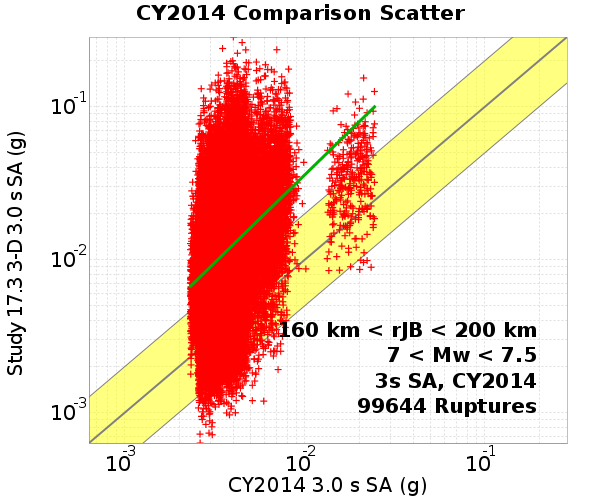 CY2014 Comparison Scatter
Study 17.3 3-D 3.0 s SA (g)
10-1
10-2
10-3
160 km < rJB < 200 km
7 < Mw < 7.5
3s SA, CY2014
99644 Ruptures
10-3 10-2 10-1
CY2014 3.0 s SA (g)